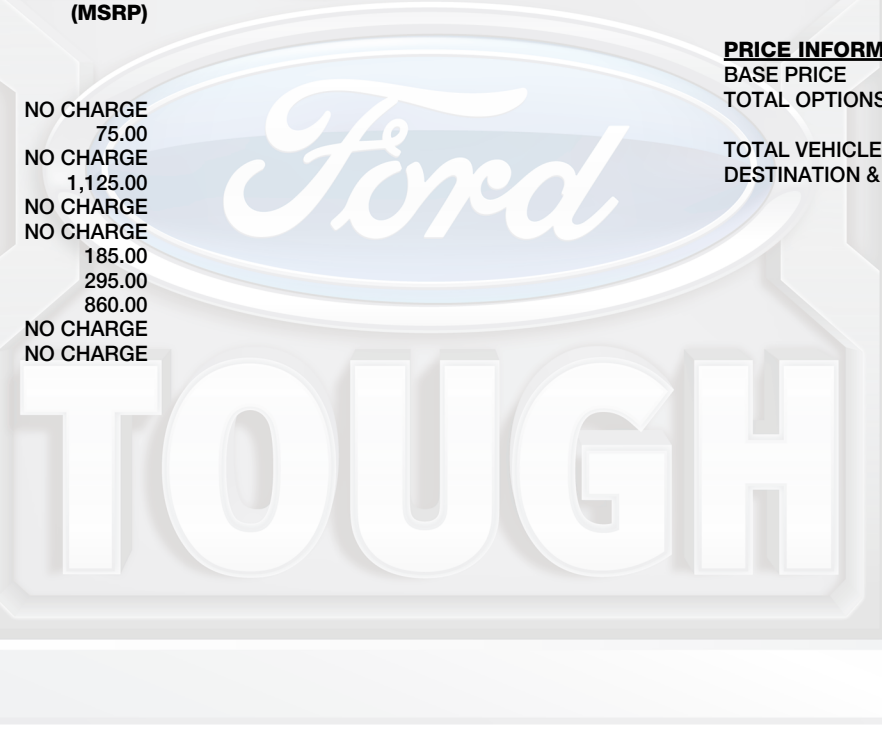 (MSRP)
NO CHARGE
75.00
NO CHARGE
1,125.00
NO CHARGE
NO CHARGE
185.00
295.00
860.00
NO CHARGE
NO CHARGE
PRICE INFORM
BASE PRICE
TOTAL OPTIONS
TOTAL VEHICLE
DESTINATION &
Ford
TOUGH